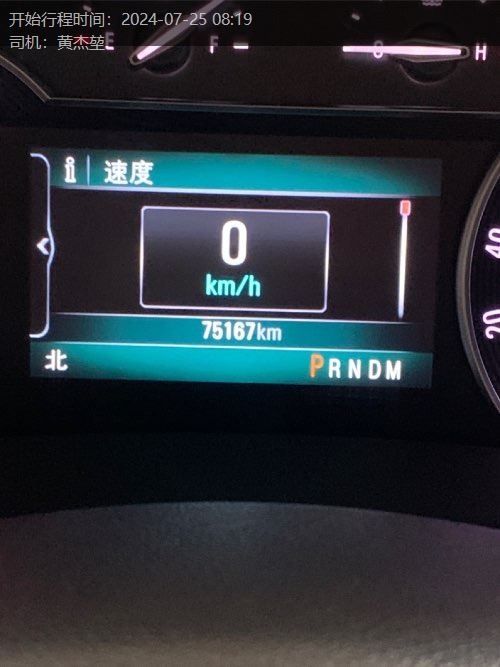 开始行程时间：2024-07-25 08:19
司机：黄杰堃
E F C H
i 速度
0
km/h
75167km
北 PRNDM
40
20